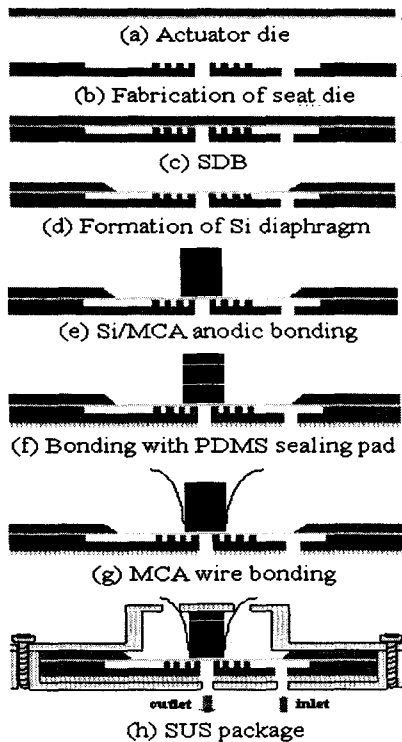 (a) Actuator die
(b) Fabrication of seat die
(c) SDB
(d) Formation of Si diaphragm
(e) Si/MCA anodic bonding
(f) Bonding with PDMS sealing pad
(g) MCA wire bonding
outlet inlet
(h) SUS package